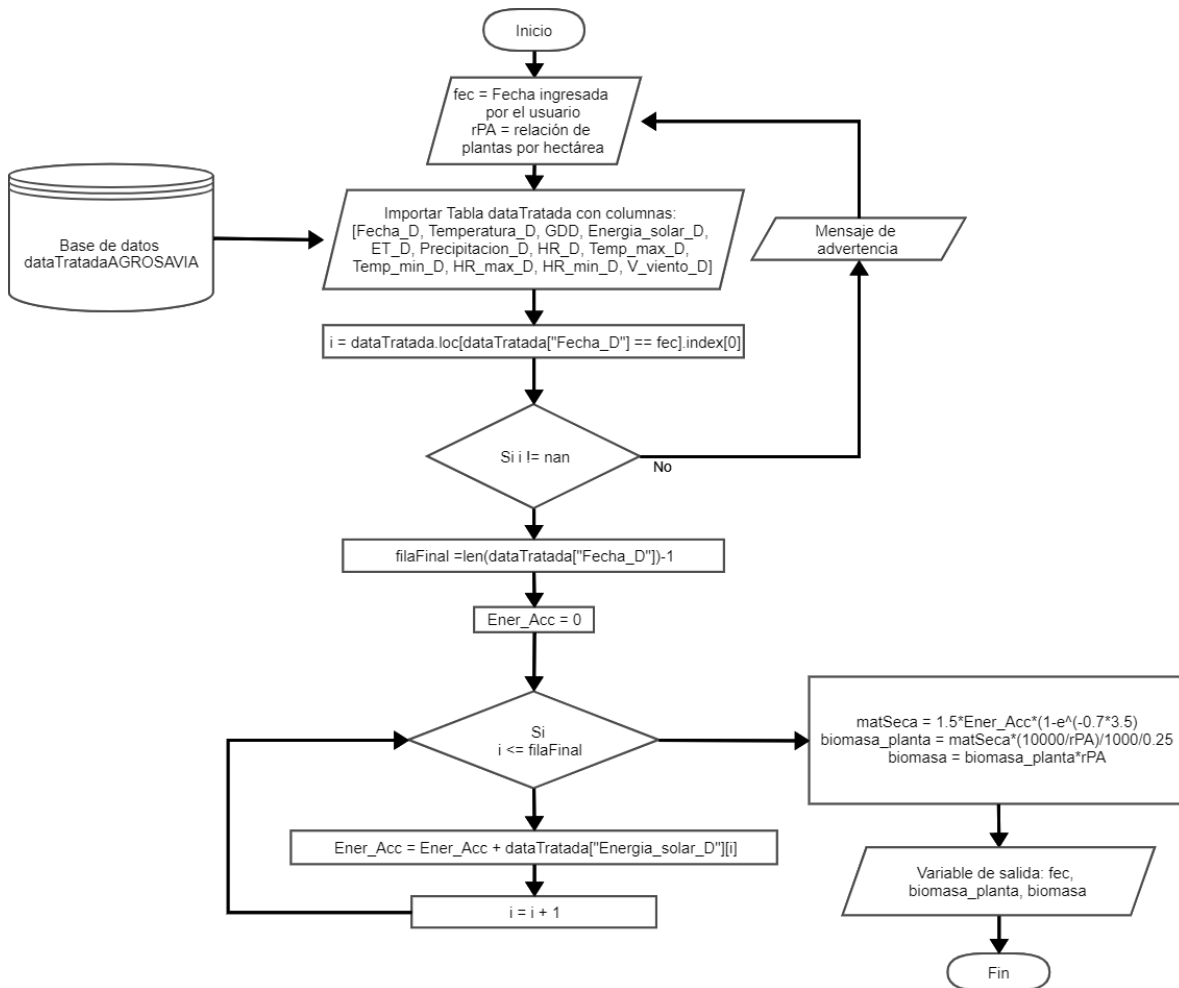 Inicio
fec = Fecha ingresada
por el usuario
rPA = relación de
plantas por hectárea
Base de datos
dataTratadaAGROSAVIA
Importar Tabla dataTratada con columnas:
[Fecha_D, Temperatura_D, GDD, Energia_solar_D,
ET_D, Precipitacion_D, HR_D, Temp_max_D,
Temp_min_D, HR_max_D, HR_min_D, V_viento_D]
Mensaje de
advertencia
i = dataTratada.loc[dataTratada["Fecha_D"] == fec].index[0]
Si i != nan
No
filaFinal =len(dataTratada["Fecha_D"])-1
Ener_Acc = 0
Si
i <= filaFinal
matSeca = 1.5*Ener_Acc*(1-e^(-0.7*3.5)
biomasa_planta = matSeca*(10000/rPA)/1000/0.25
biomasa = biomasa_planta*rPA
Ener_Acc = Ener_Acc + dataTratada["Energia_solar_D"][i]
i = i + 1
Variable de salida: fec,
biomasa_planta, biomasa
Fin